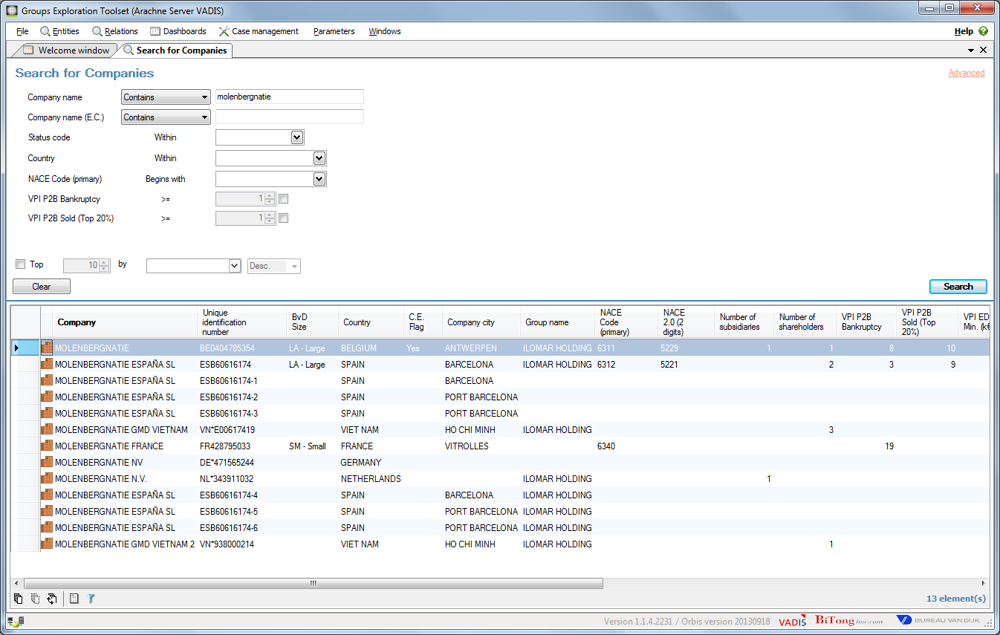 Groups Exploration Toolset (Arachne Server VADIS)
File Entities Relations Dashboards Case management Parameters Windows Help
Welcome window Search for Companies
Search for Companies Advanced
Company name Contains molenbergnatie
Company name (E.C.) Contains
Status code Within
Country Within
NACE Code (primary) Begins with
VPI P2B Bankruptcy >= 1
VPI P2B Sold (Top 20%) >= 1
Top 10 by Desc.
Clear Search
Company Unique identification number BvD Size Country C.E. Flag Company city Group name NACE Code (primary) NACE 2.0 (2 digits) Number of subsidiaries Number of shareholders VPI P2B Bankruptcy VPI P2B Sold (Top 20%) VPI ED Min. (k€
MOLENBERGNATIE BE0404785354 LA - Large BELGIUM Yes ANTWERPEN ILOMAR HOLDING 6311 5229 1 1 8 10
MOLENBERGNATIE ESPAÑA SL ESB60616174 LA - Large SPAIN BARCELONA ILOMAR HOLDING 6312 5221 2 3 9
MOLENBERGNATIE ESPAÑA SL ESB60616174-1 SPAIN BARCELONA
MOLENBERGNATIE ESPAÑA SL ESB60616174-2 SPAIN PORT BARCELONA
MOLENBERGNATIE ESPAÑA SL ESB60616174-3 SPAIN PORT BARCELONA
MOLENBERGNATIE GMD VIETNAM VN*E00617419 VIET NAM HO CHI MINH ILOMAR HOLDING 3
MOLENBERGNATIE FRANCE FR428795033 SM - Small FRANCE VITROLLES 6340 19
MOLENBERGNATIE NV DE*471565244 GERMANY
MOLENBERGNATIE N.V. NL*343911032 NETHERLANDS ILOMAR HOLDING 1
MOLENBERGNATIE ESPAÑA SL ESB60616174-4 SPAIN BARCELONA ILOMAR HOLDING
MOLENBERGNATIE ESPAÑA SL ESB60616174-5 SPAIN PORT BARCELONA ILOMAR HOLDING
MOLENBERGNATIE ESPAÑA SL ESB60616174-6 SPAIN PORT BARCELONA ILOMAR HOLDING
MOLENBERGNATIE GMD VIETNAM 2 VN*938000214 VIET NAM HO CHI MINH ILOMAR HOLDING 1
13 element(s)
Version 1.1.4.2231 / Orbis version 20130918 VADIS BiTongline.com BUREAU VAN DIJK